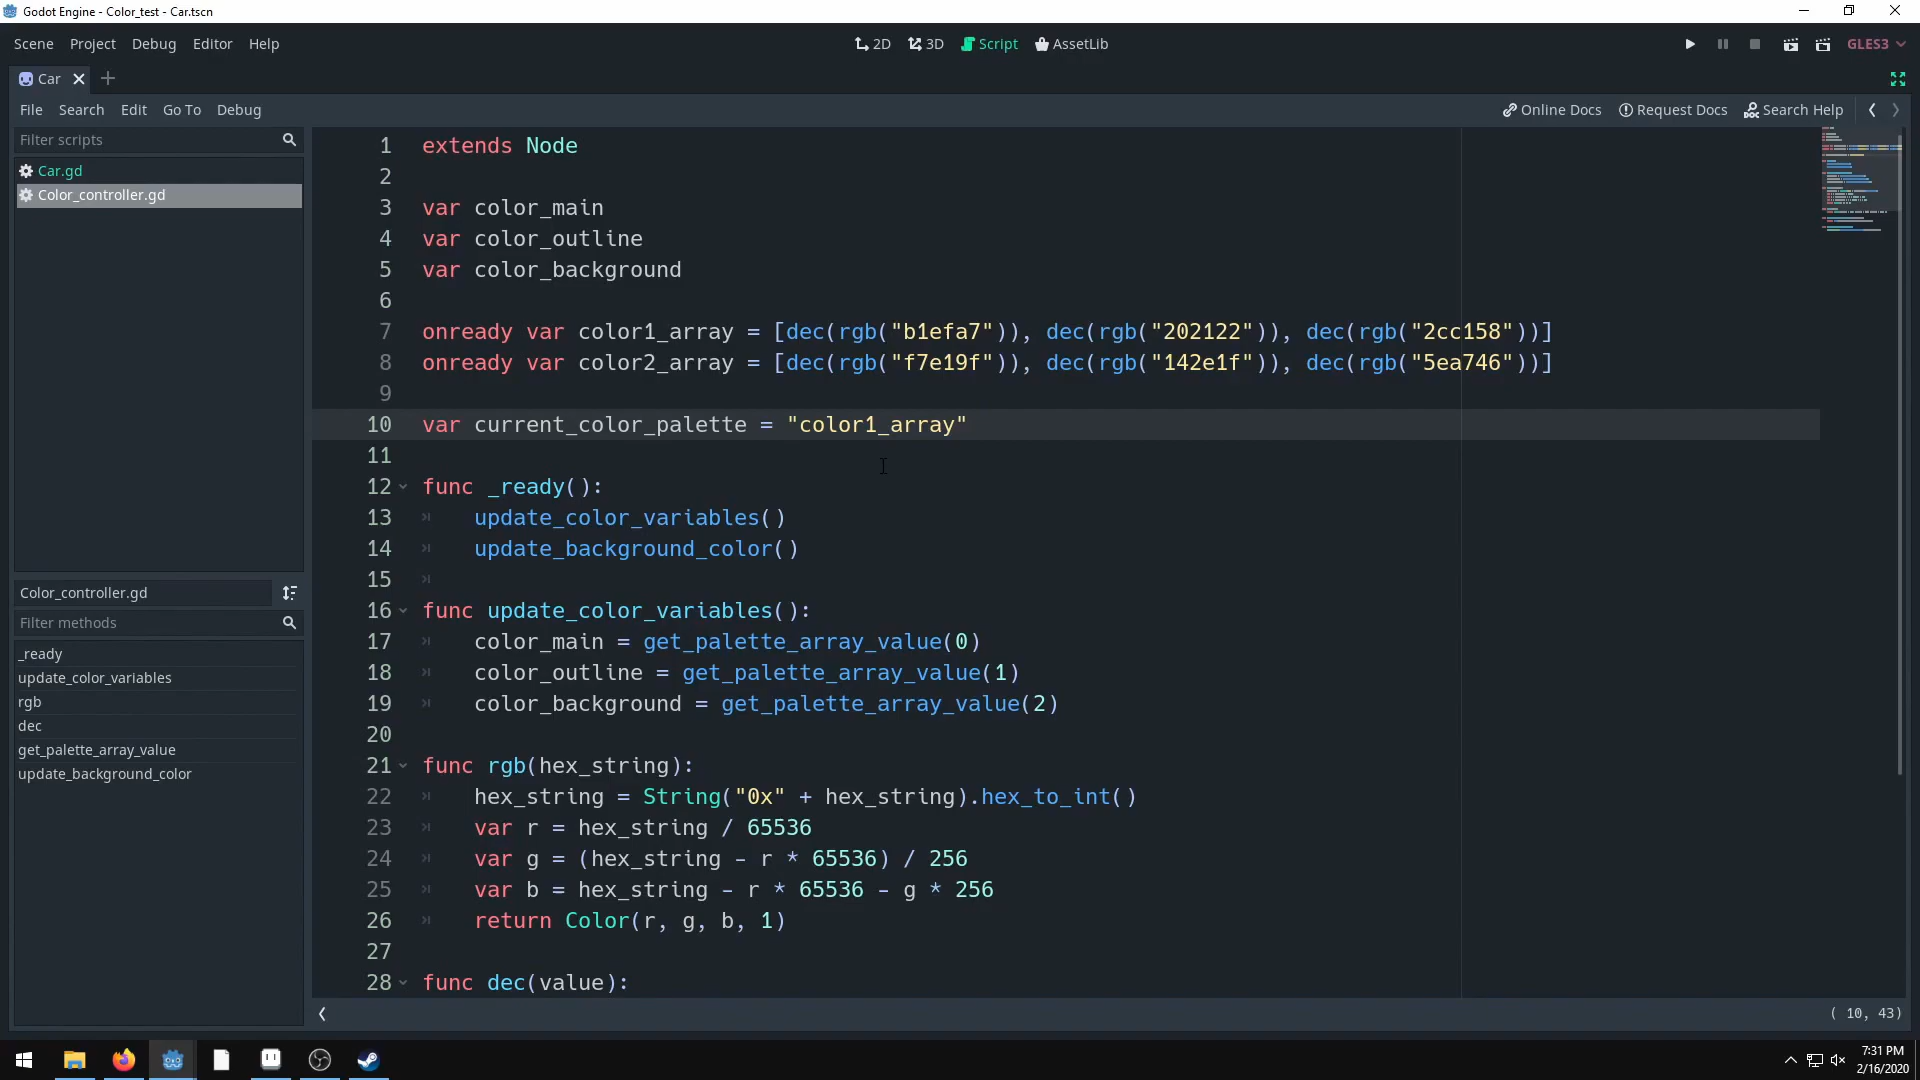 Godot Engine - Color_test - Car.tscn
Scene Project Debug Editor Help
2D 3D Script AssetLib
GLES3
Car
File Search Edit Go To Debug
Online Docs Request Docs Search Help
Filter scripts
Car.gd
Color_controller.gd
Color_controller.gd
Filter methods
_ready
update_color_variables
rgb
dec
get_palette_array_value
update_background_color
1 extends Node
2
3 var color_main
4 var color_outline
5 var color_background
6
7 onready var color1_array = [dec(rgb("b1efa7")), dec(rgb("202122")), dec(rgb("2cc158"))]
8 onready var color2_array = [dec(rgb("f7e19f")), dec(rgb("142e1f")), dec(rgb("5ea746"))]
9
10 var current_color_palette = "color1_array"
11
12 func _ready():
13 update_color_variables()
14 update_background_color()
15
16 func update_color_variables():
17 color_main = get_palette_array_value(0)
18 color_outline = get_palette_array_value(1)
19 color_background = get_palette_array_value(2)
20
21 func rgb(hex_string):
22 hex_string = String("0x" + hex_string).hex_to_int()
23 var r = hex_string / 65536
24 var g = (hex_string - r * 65536) / 256
25 var b = hex_string - r * 65536 - g * 256
26 return Color(r, g, b, 1)
27
28 func dec(value):
( 10, 43)
7:31 PM
2/16/2020